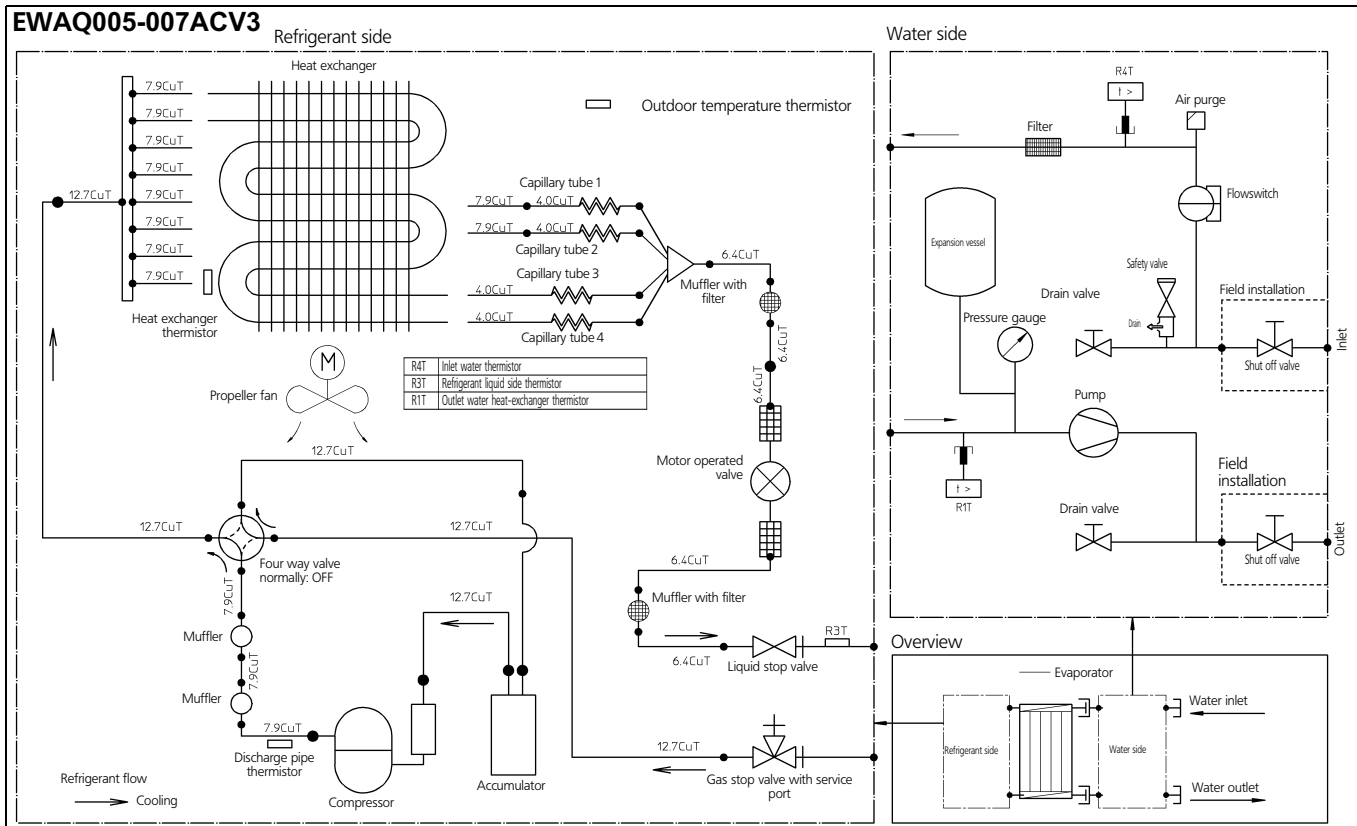 EWAQ005-007ACV3
Refrigerant side
Heat exchanger
7.9CuT
7.9CuT
7.9CuT
7.9CuT
12.7CuT
7.9CuT
7.9CuT
7.9CuT
7.9CuT
Heat exchanger
thermistor
Outdoor temperature thermistor
Capillary tube 1
7.9CuT
4.0CuT
7.9CuT
4.0CuT
Capillary tube 2
Capillary tube 3
4.0CuT
4.0CuT
Capillary tube 4
Muffler with
filter
6.4CuT
6.4CuT
6.4CuT
M
Propeller fan
R4T Inlet water thermistor
R3T Refrigerant liquid side thermistor
R1T Outlet water heat-exchanger thermistor
12.7CuT
Motor operated
valve
12.7CuT
12.7CuT
Four way valve
normally: OFF
6.4CuT
7.9CuT
12.7CuT
Muffler with filter
Muffler
7.9CuT
R3T
6.4CuT
Liquid stop valve
Muffler
7.9CuT
Discharge pipe
thermistor
12.7CuT
Gas stop valve with service
port
Refrigerant flow
Cooling
Compressor
Accumulator
Water side
R4T
t >
Air purge
Filter
Flowswitch
Expansion vessel
Safety valve
Drain valve
Drain
Field installation
Pressure gauge
Shut off valve
Inlet
Pump
t >
R1T
Field
installation
Drain valve
Shut off valve
Outlet
Overview
Evaporator
Water inlet
Refrigerant side
Water side
Water outlet